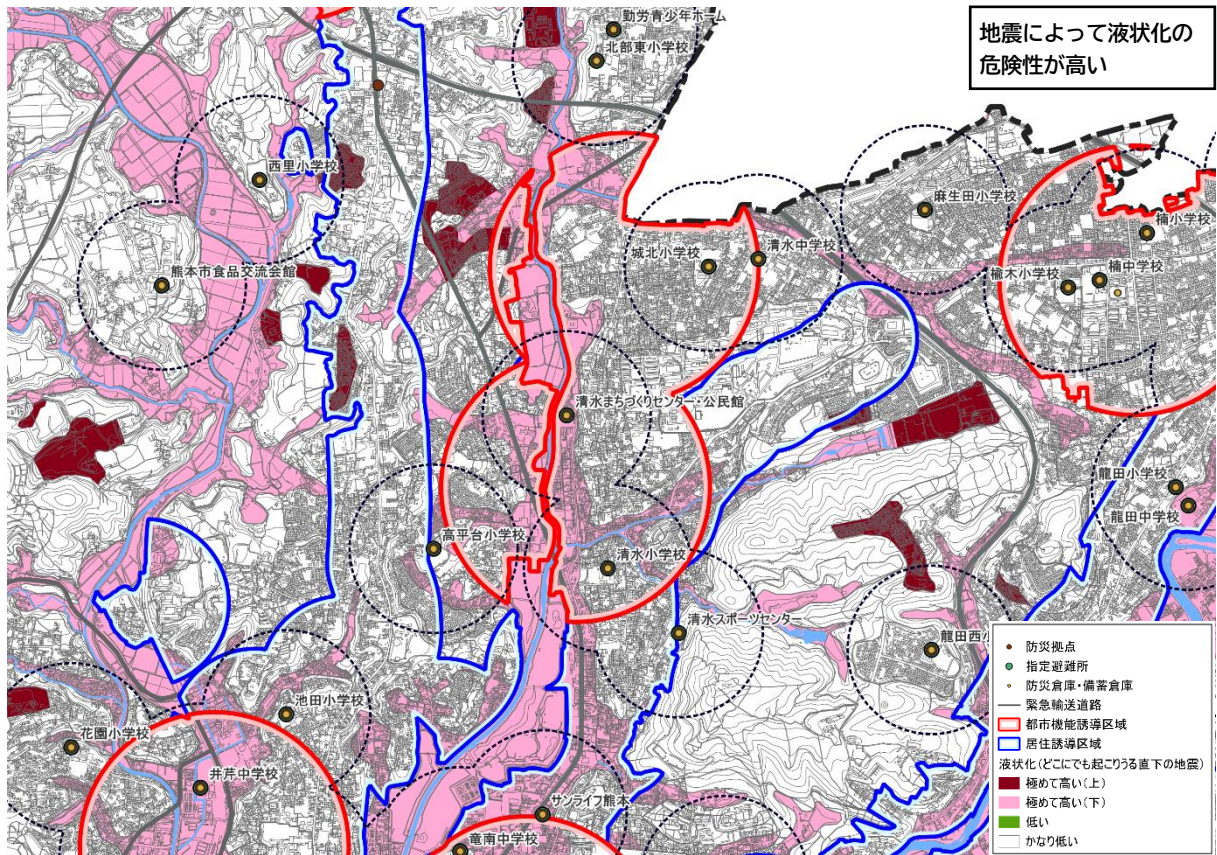 地震によって液状化の
危険性が高い
勤労青少年ホーム
北部東小学校
西里小学校
麻生田小学校
楠小学校
城北小学校
清水中学校
熊本市食品交流会館
楡木小学校
楠中学校
清水まちづくりセンター・公民館
龍田小学校
龍田中学校
高平台小学校
清水小学校
清水スポーツセンター
龍田西小
池田小学校
花園小学校
井芹中学校
サンライフ熊本
竜南中学校
防災拠点
指定避難所
防災倉庫・備蓄倉庫
緊急輸送道路
都市機能誘導区域
居住誘導区域
液状化(どこにでも起こりうる直下の地震)
極めて高い(上)
極めて高い(下)
低い
かなり低い